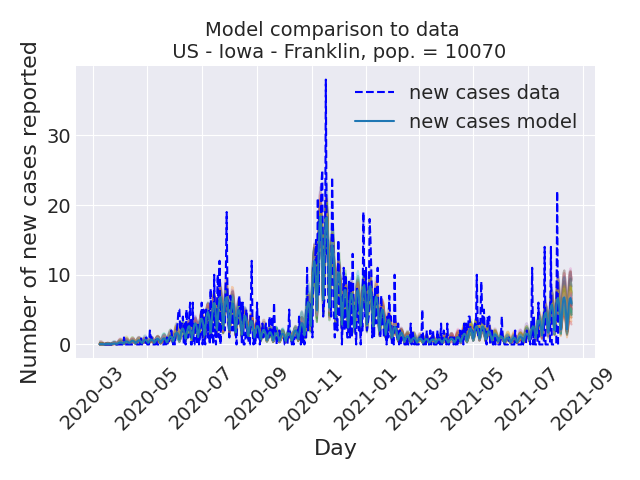 Model comparison to data
US - Iowa - Franklin, pop. = 10070
Number of new cases reported
30
20
10
0
new cases data
new cases model
2020-03
2020-05
2020-07
2020-09
2020-11
2021-01
2021-03
2021-05
2021-07
2021-09
Day